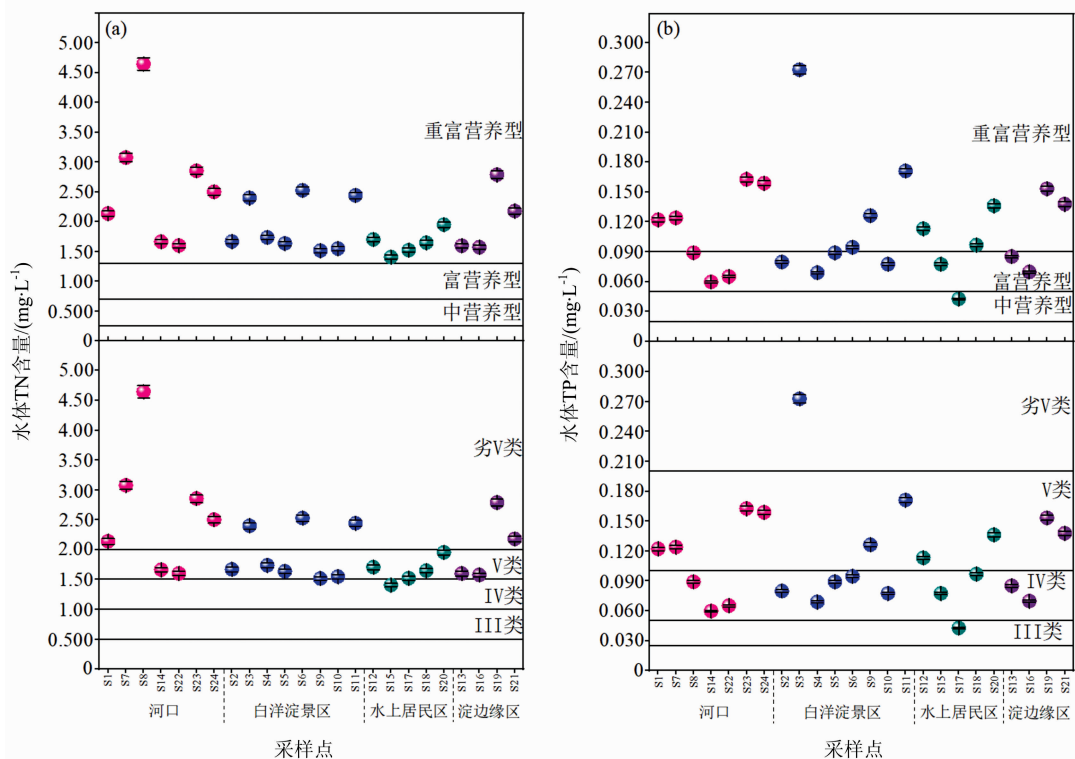 (a)
5.00
4.50
4.00
3.50
3.00
2.50
2.00
1.50
1.00
0.500
0
重富营养型
富营养型
中营养型
5.00
4.50
4.00
3.50
3.00
2.50
2.00
1.50
1.00
0.500
0
劣V类
V类
IV类
III类
水体TN含量/(mg·L⁻¹)
S1 S7 S8 S14 S22 S23 S24 S2 S3 S4 S5 S6 S9 S10 S11 S12 S15 S17 S18 S20 S13 S16 S19 S21
河口 白洋淀景区 水上居民区 淀边缘区
采样点
(b)
0.300
0.270
0.240
0.210
0.180
0.150
0.120
0.090
0.060
0.030
0
重富营养型
富营养型
中营养型
0.300
0.270
0.240
0.210
0.180
0.150
0.120
0.090
0.060
0.030
0
劣V类
V类
IV类
III类
水体TP含量/(mg·L⁻¹)
S1 S7 S8 S14 S22 S23 S24 S2 S3 S4 S5 S6 S9 S10 S11 S12 S15 S17 S18 S20 S13 S16 S19 S21
河口 白洋淀景区 水上居民区 淀边缘区
采样点